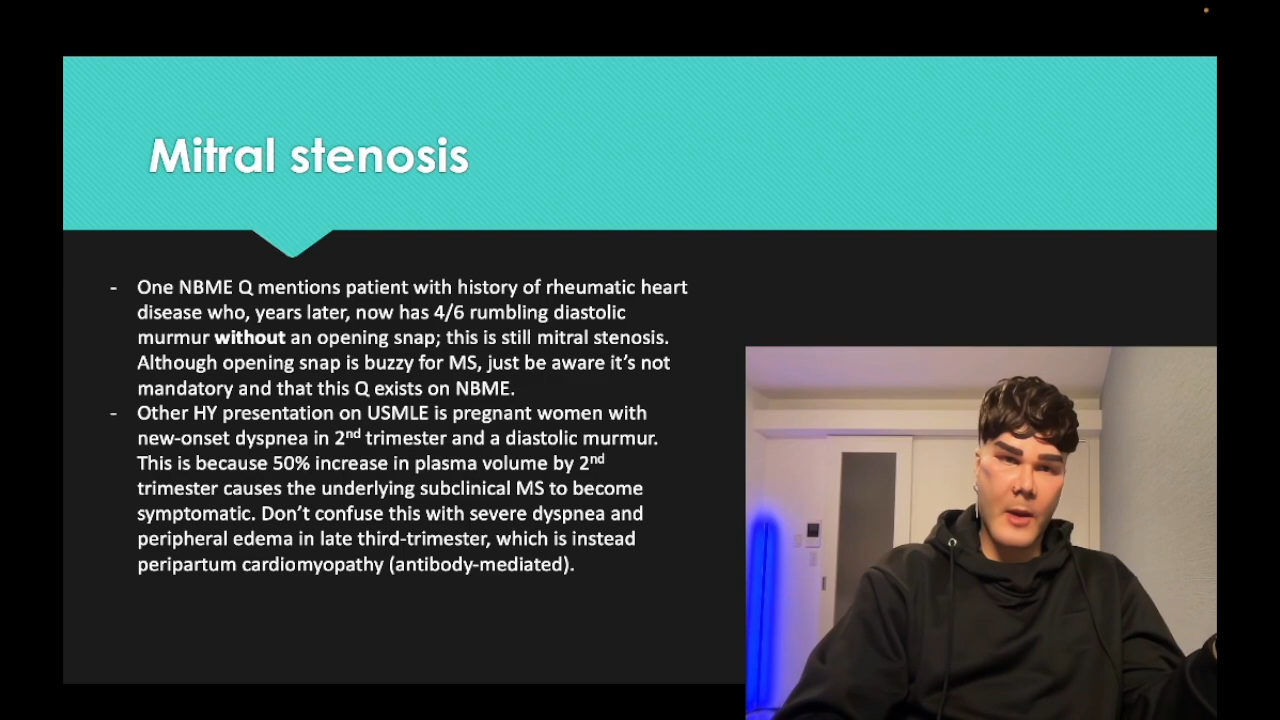 Mitral stenosis
- One NBME Q mentions patient with history of rheumatic heart
disease who, years later, now has 4/6 rumbling diastolic
murmur without an opening snap; this is still mitral stenosis.
Although opening snap is buzzy for MS, just be aware it’s not
mandatory and that this Q exists on NBME.
- Other HY presentation on USMLE is pregnant women with
new-onset dyspnea in 2nd trimester and a diastolic murmur.
This is because 50% increase in plasma volume by 2nd
trimester causes the underlying subclinical MS to become
symptomatic. Don’t confuse this with severe dyspnea and
peripheral edema in late third-trimester, which is instead
peripartum cardiomyopathy (antibody-mediated).